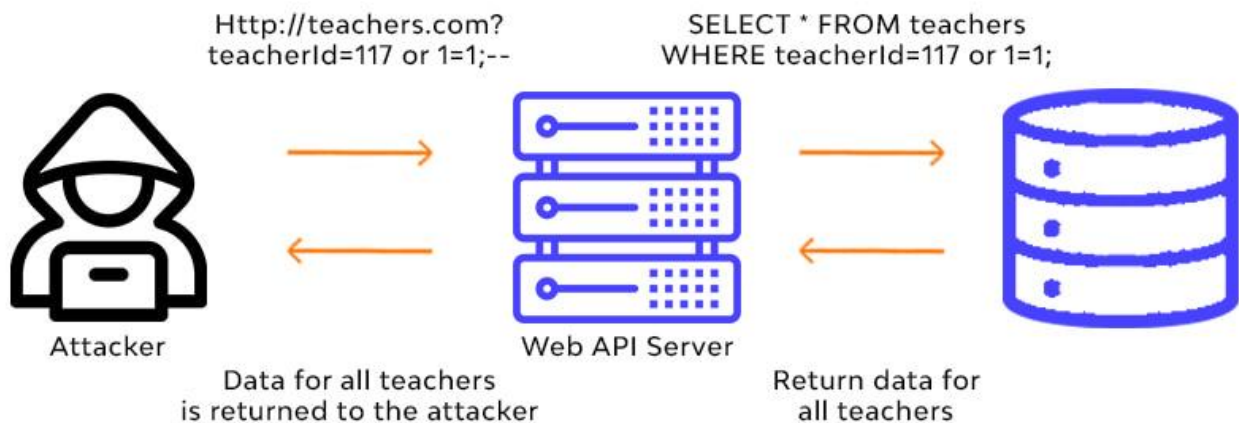 Http://teachers.com?
teacherId=117 or 1=1;--
SELECT * FROM teachers
WHERE teacherId=117 or 1=1;
Attacker
Web API Server
Data for all teachers
is returned to the attacker
Return data for
all teachers